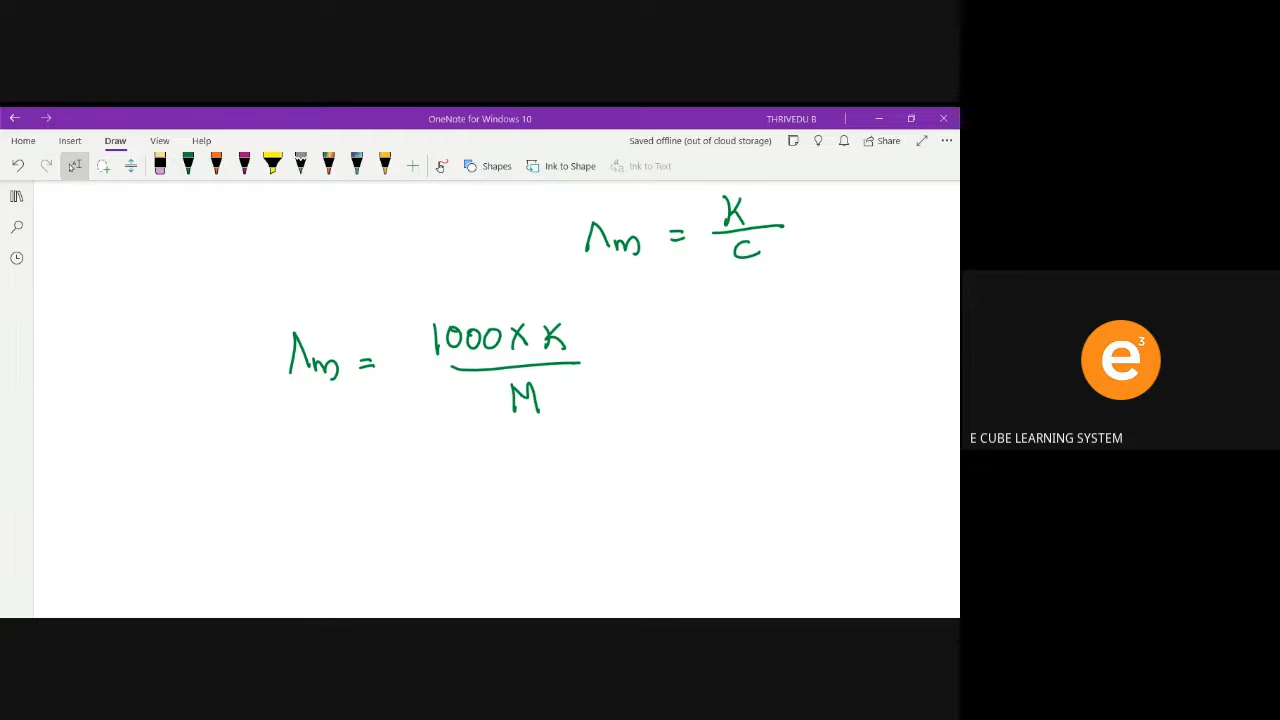 OneNote for Windows 10
THRIVEDU B
Home Insert Draw View Help
Saved offline (out of cloud storage)
Share
Shapes
Ink to Shape
Ink to Text
Λm = K/C
Λm = 1000 × K/M
e3
E CUBE LEARNING SYSTEM